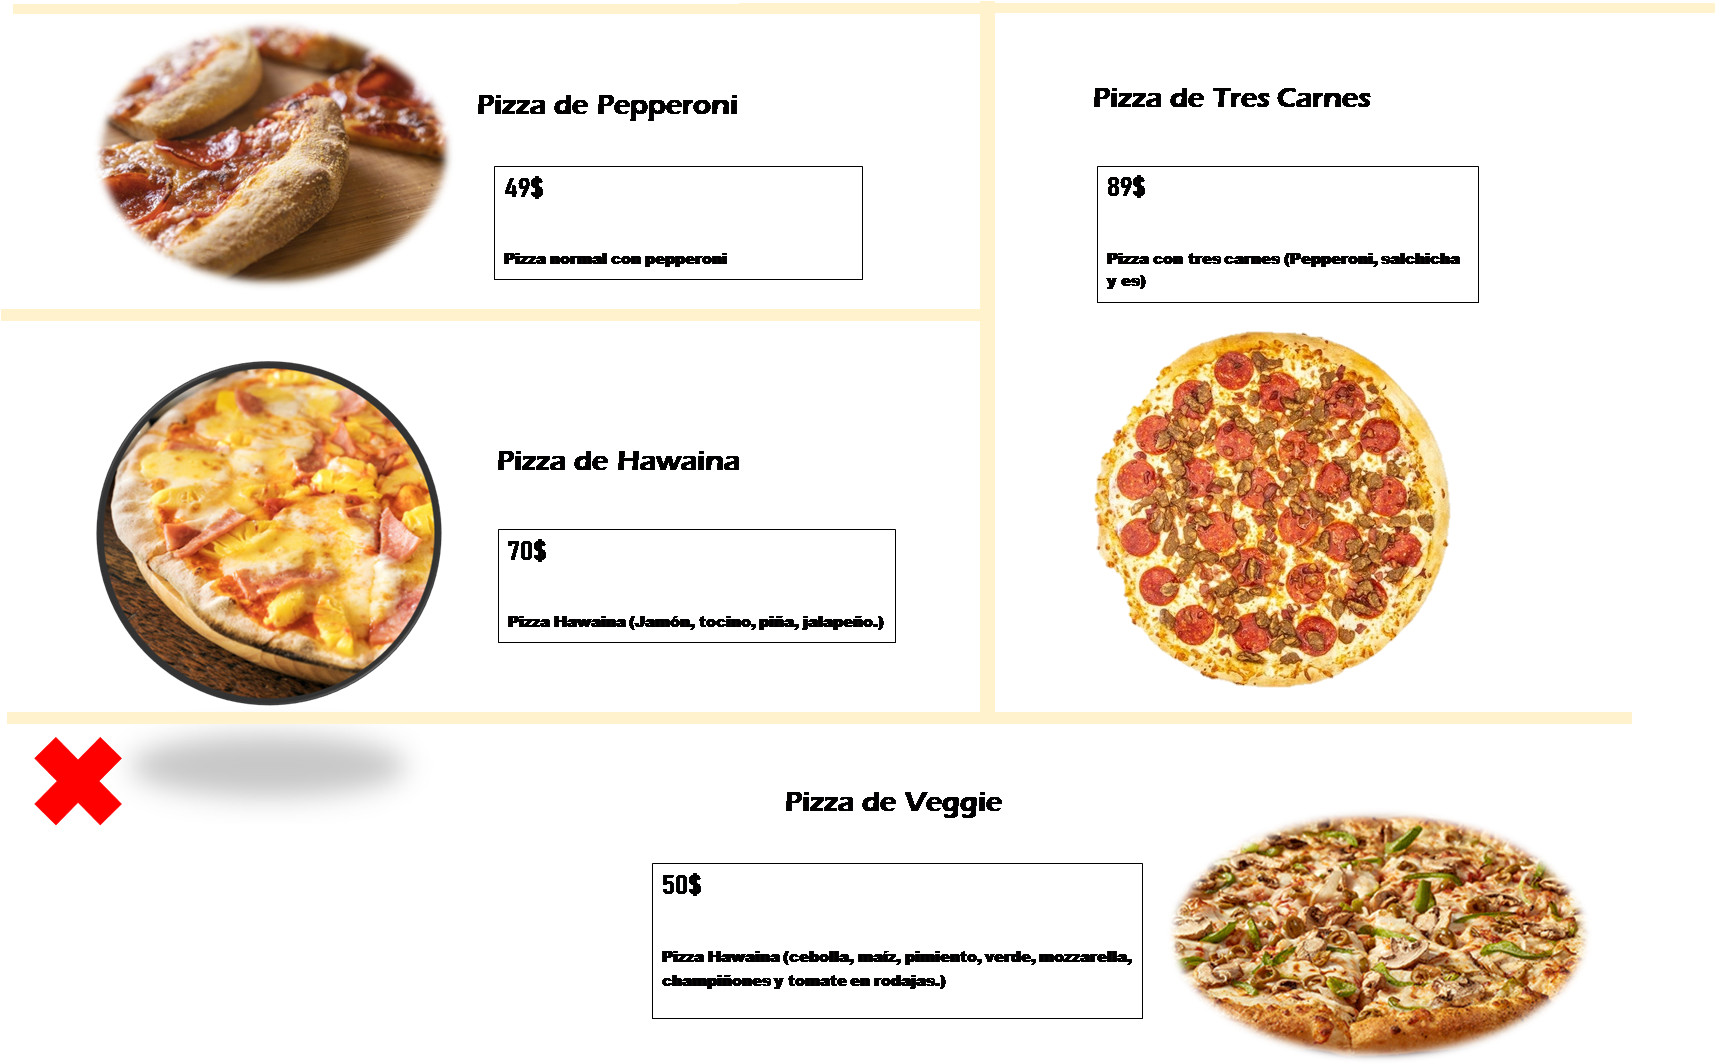 Pizza de Pepperoni
49$
Pizza normal con pepperoni
Pizza de Tres Carnes
89$
Pizza con tres carnes (Pepperoni, salchicha
y es)
Pizza de Hawaina
70$
Pizza Hawaina (Jamón, tocino, piña, jalapeño.)
Pizza de Veggie
50$
Pizza Hawaina (cebolla, maíz, pimiento, verde, mozzarella,
champiñones y tomate en rodajas.)